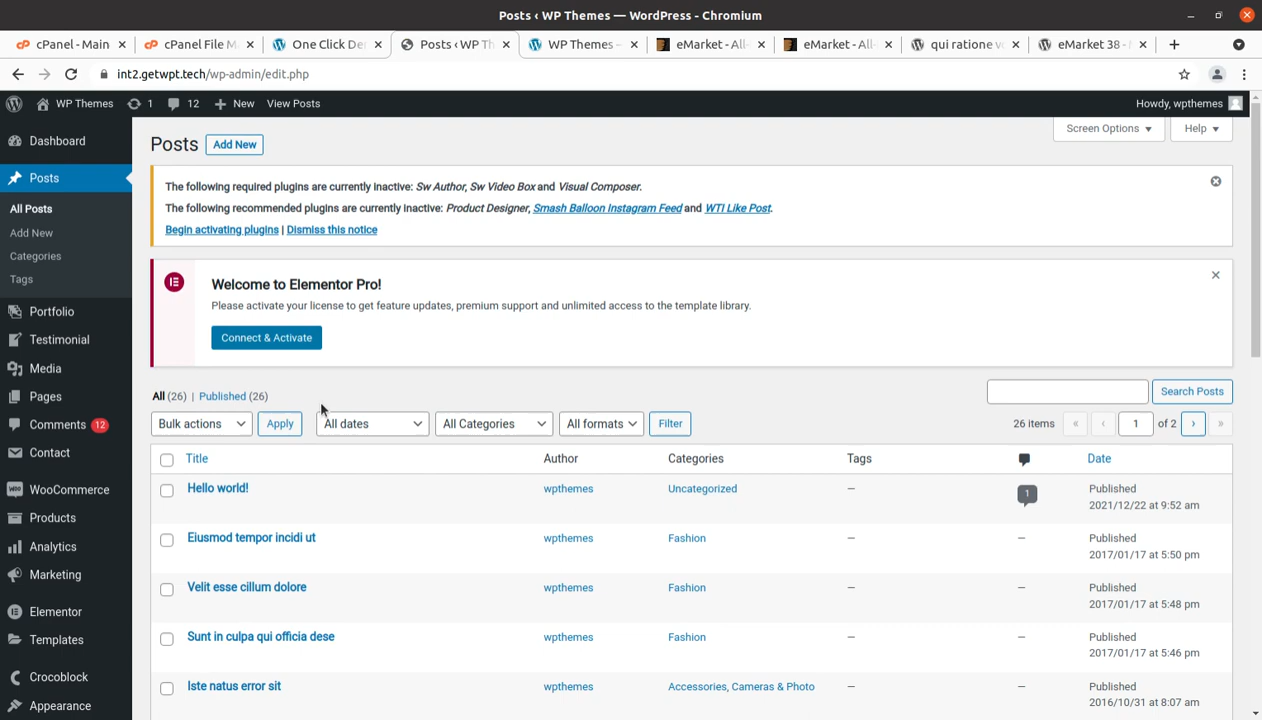 Posts ‹ WP Themes — WordPress - Chromium
cPanel - Main
cPanel File M
One Click De
Posts ‹ WP Th
WP Themes –
eMarket - All-
eMarket - All-
qui ratione v
eMarket 38 -
int2.getwpt.tech/wp-admin/edit.php
WP Themes 1 12 New View Posts
Howdy, wpthemes
Dashboard
Posts
All Posts
Add New
Categories
Tags
Portfolio
Testimonial
Media
Pages
Comments 12
Contact
WooCommerce
Products
Analytics
Marketing
Elementor
Templates
Crocoblock
Appearance
Posts Add New
Screen Options
Help
The following required plugins are currently inactive: Sw Author, Sw Video Box and Visual Composer.
The following recommended plugins are currently inactive: Product Designer, Smash Balloon Instagram Feed and WTI Like Post.
Begin activating plugins | Dismiss this notice
Welcome to Elementor Pro!
Please activate your license to get feature updates, premium support and unlimited access to the template library.
Connect & Activate
All (26) | Published (26)
Search Posts
Bulk actions Apply All dates All Categories All formats Filter
26 items « ‹ 1 of 2 › »
Title Author Categories Tags Date
Hello world! wpthemes Uncategorized — 1 Published
2021/12/22 at 9:52 am
Eiusmod tempor incidi ut wpthemes Fashion — — Published
2017/01/17 at 5:50 pm
Velit esse cillum dolore wpthemes Fashion — — Published
2017/01/17 at 5:48 pm
Sunt in culpa qui officia dese wpthemes Fashion — — Published
2017/01/17 at 5:46 pm
Iste natus error sit wpthemes Accessories, Cameras & Photo — — Published
2016/10/31 at 8:07 am